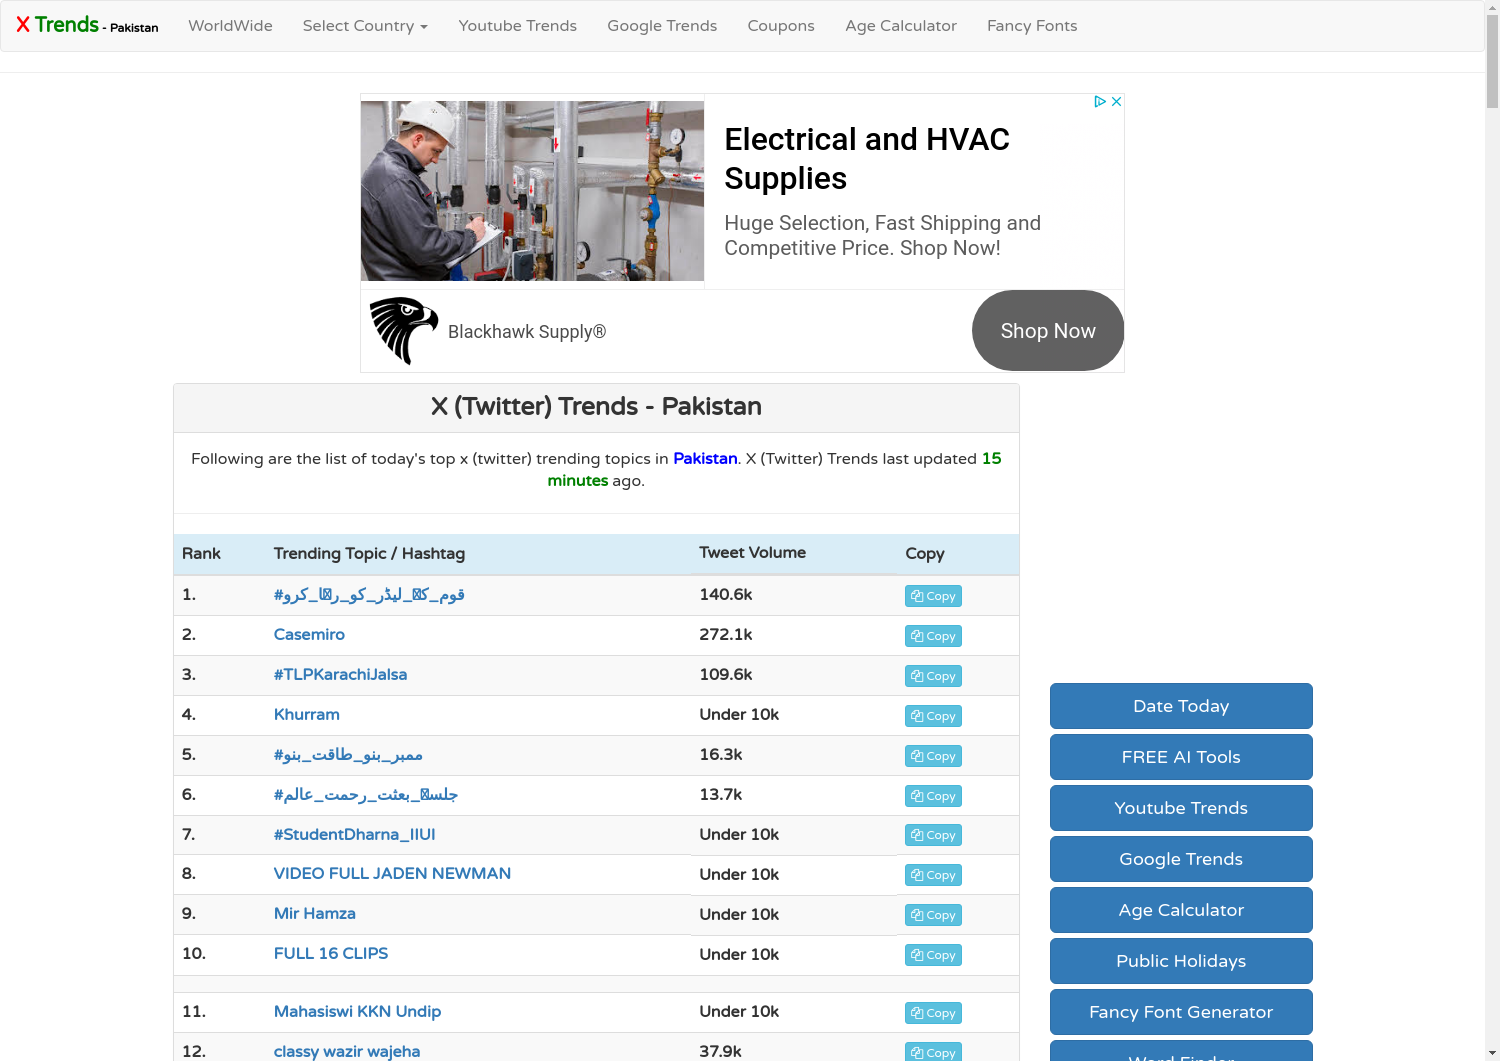 X Trends - Pakistan
WorldWide
Select Country
Youtube Trends
Google Trends
Coupons
Age Calculator
Fancy Fonts
Electrical and HVAC
Supplies
Huge Selection, Fast Shipping and
Competitive Price. Shop Now!
Blackhawk Supply®
Shop Now
X (Twitter) Trends - Pakistan
Following are the list of today's top x (twitter) trending topics in Pakistan. X (Twitter) Trends last updated 15
minutes ago.
Rank Trending Topic / Hashtag Tweet Volume Copy
1. 140.6k Copy
2. Casemiro 272.1k Copy
3. #TLPKarachiJalsa 109.6k Copy
4. Khurram Under 10k Copy
5. #ممبر_بنو_طاقت_بنو 16.3k Copy
6. 13.7k Copy
7. #StudentDharna_IIUI Under 10k Copy
8. VIDEO FULL JADEN NEWMAN Under 10k Copy
9. Mir Hamza Under 10k Copy
10. FULL 16 CLIPS Under 10k Copy
11. Mahasiswi KKN Undip Under 10k Copy
12. classy wazir wajeha 37.9k Copy
Date Today
FREE AI Tools
Youtube Trends
Google Trends
Age Calculator
Public Holidays
Fancy Font Generator
Word Finder